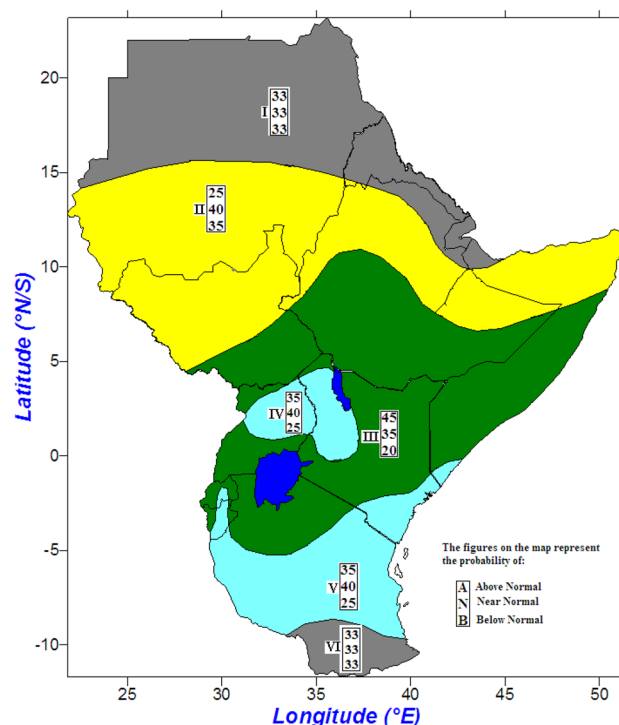 20
15
10
5
0
-5
-10
Latitude (°N/S)
33
I 33
33
25
II 40
35
35
IV 40
25
45
III 35
20
35
V 40
25
33
VI 33
33
The figures on the map represent
the probability of:
A Above Normal
N Near Normal
B Below Normal
25 30 35 40 45 50
Longitude (°E)